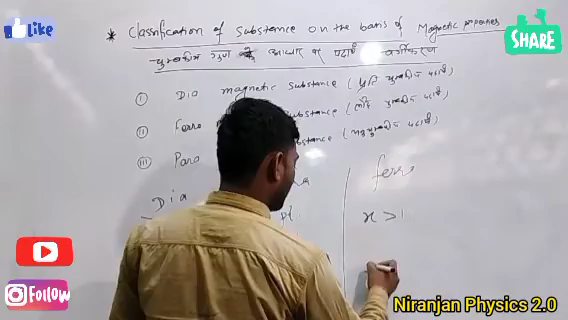 Like
SHARE
* Classification of Substance on the basis of Magnetic properties
चुम्बकीय गुण के आधार पर पदार्थ वर्गीकरण
(i) Dia magnetic Substance (प्रति चुम्बकीय पदार्थ)
(ii) Ferro substance (लौह चुम्बकीय पदार्थ)
(iii) Para substance (अनुचुम्बकीय पदार्थ)
Dia
ferro
x > 1
Follow
Niranjan Physics 2.0